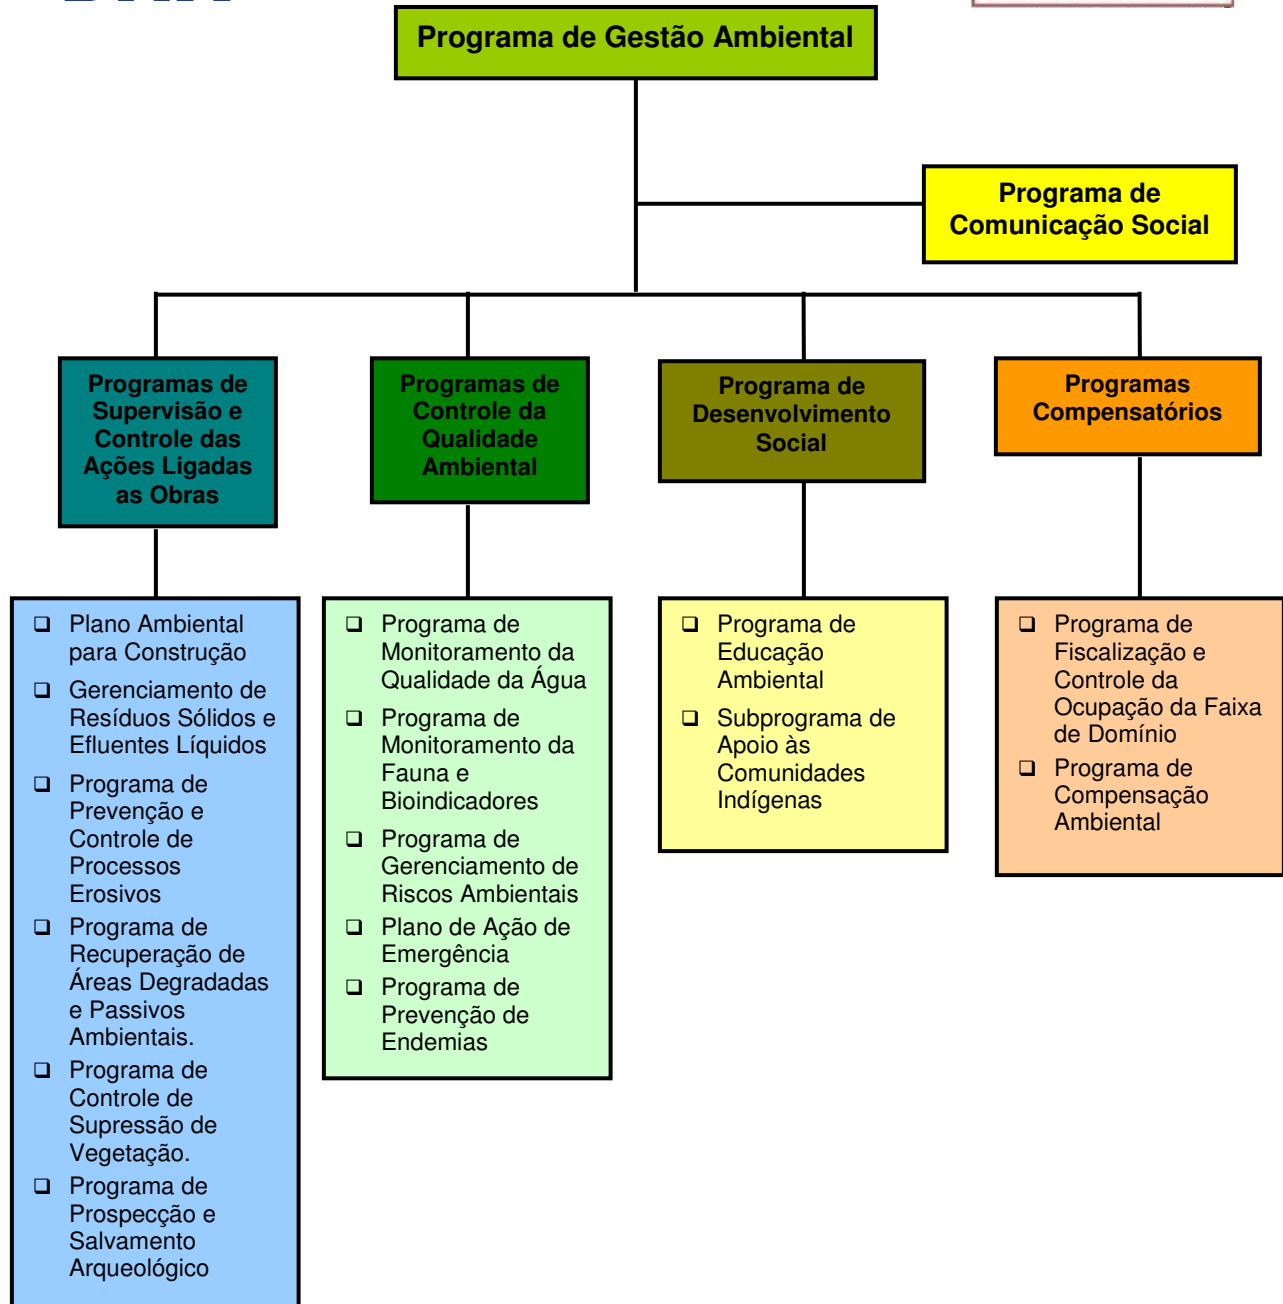 Programa de Gestão Ambiental
Programa de
Comunicação Social
Programas de
Supervisão e
Controle das
Ações Ligadas
as Obras
Programas de
Controle da
Qualidade
Ambiental
Programa de
Desenvolvimento
Social
Programas
Compensatórios
Plano Ambiental
para Construção
Gerenciamento de
Resíduos Sólidos e
Efluentes Líquidos
Programa de
Prevenção e
Controle de
Processos
Erosivos
Programa de
Recuperação de
Áreas Degradadas
e Passivos
Ambientais.
Programa de
Controle de
Supressão de
Vegetação.
Programa de
Prospecção e
Salvamento
Arqueológico
Programa de
Monitoramento da
Qualidade da Água
Programa de
Monitoramento da
Fauna e
Bioindicadores
Programa de
Gerenciamento de
Riscos Ambientais
Plano de Ação de
Emergência
Programa de
Prevenção de
Endemias
Programa de
Educação
Ambiental
Subprograma de
Apoio às
Comunidades
Indígenas
Programa de
Fiscalização e
Controle da
Ocupação da Faixa
de Domínio
Programa de
Compensação
Ambiental